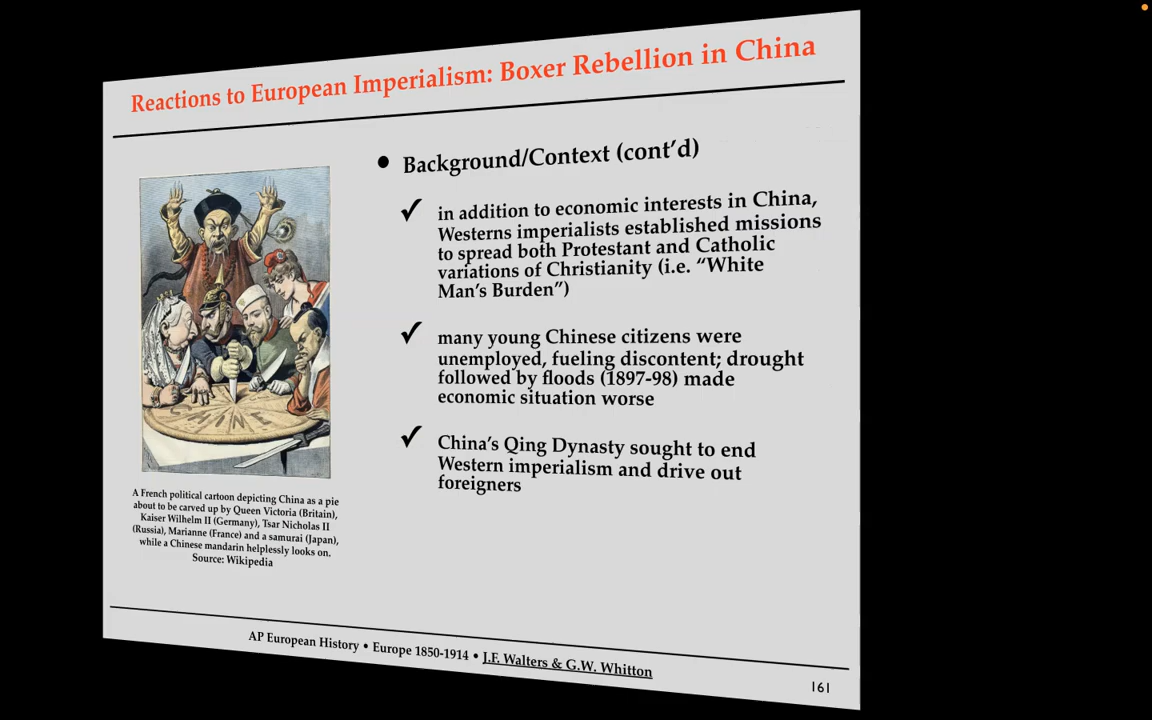 Reactions to European Imperialism: Boxer Rebellion in China
• Background/Context (cont’d)
✓ in addition to economic interests in China,
Westerns imperialists established missions
to spread both Protestant and Catholic
variations of Christianity (i.e. “White
Man’s Burden”)
✓ many young Chinese citizens were
unemployed, fueling discontent; drought
followed by floods (1897-98) made
economic situation worse
✓ China’s Qing Dynasty sought to end
Western imperialism and drive out
foreigners
CHINE
A French political cartoon depicting China as a pie
about to be carved up by Queen Victoria (Britain),
Kaiser Wilhelm II (Germany), Tsar Nicholas II
(Russia), Marianne (France) and a samurai (Japan),
while a Chinese mandarin helplessly looks on.
Source: Wikipedia
AP European History • Europe 1850-1914 • J.F. Walters & G.W. Whitton
161